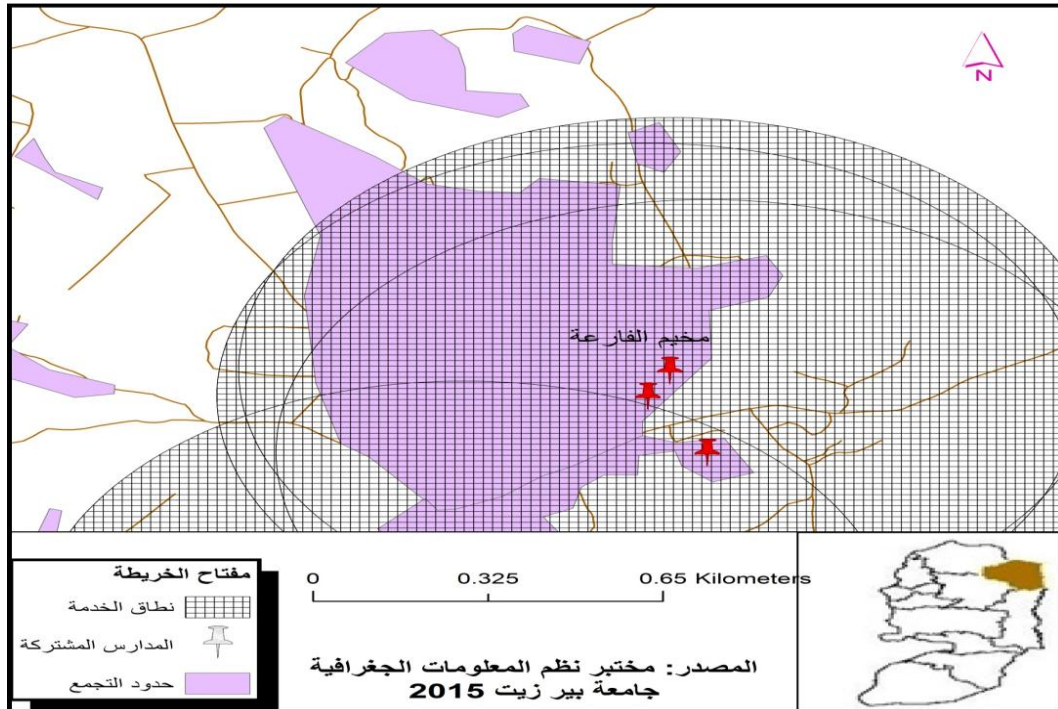 N
مخيم الفارعة
مفتاح الخريطة
نطاق الخدمة
المدارس المشتركة
حدود التجمع
0 0.325 0.65 Kilometers
المصدر: مختبر نظم المعلومات الجغرافية
جامعة بير زيت 2015